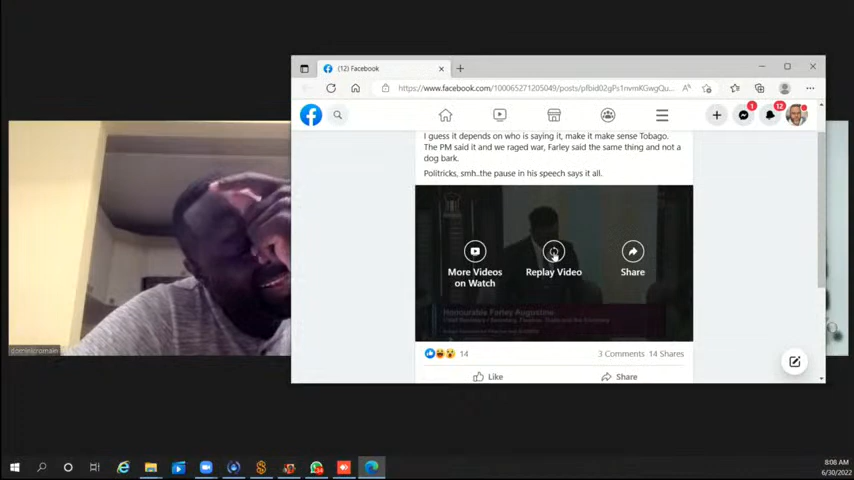 (12) Facebook
https://www.facebook.com/100065271205049/posts/
1
12
I guess it depends on who is saying it, make it make sense Tobago.
The PM said it and we raged war, Farley said the same thing and not a
dog bark.
Politricks, smh..the pause in his speech says it all.
More Videos
on Watch
Replay Video
Share
Honourable Farley Augustine
14
3 Comments 14 Shares
Like
Share
8:08 AM
6/30/2022